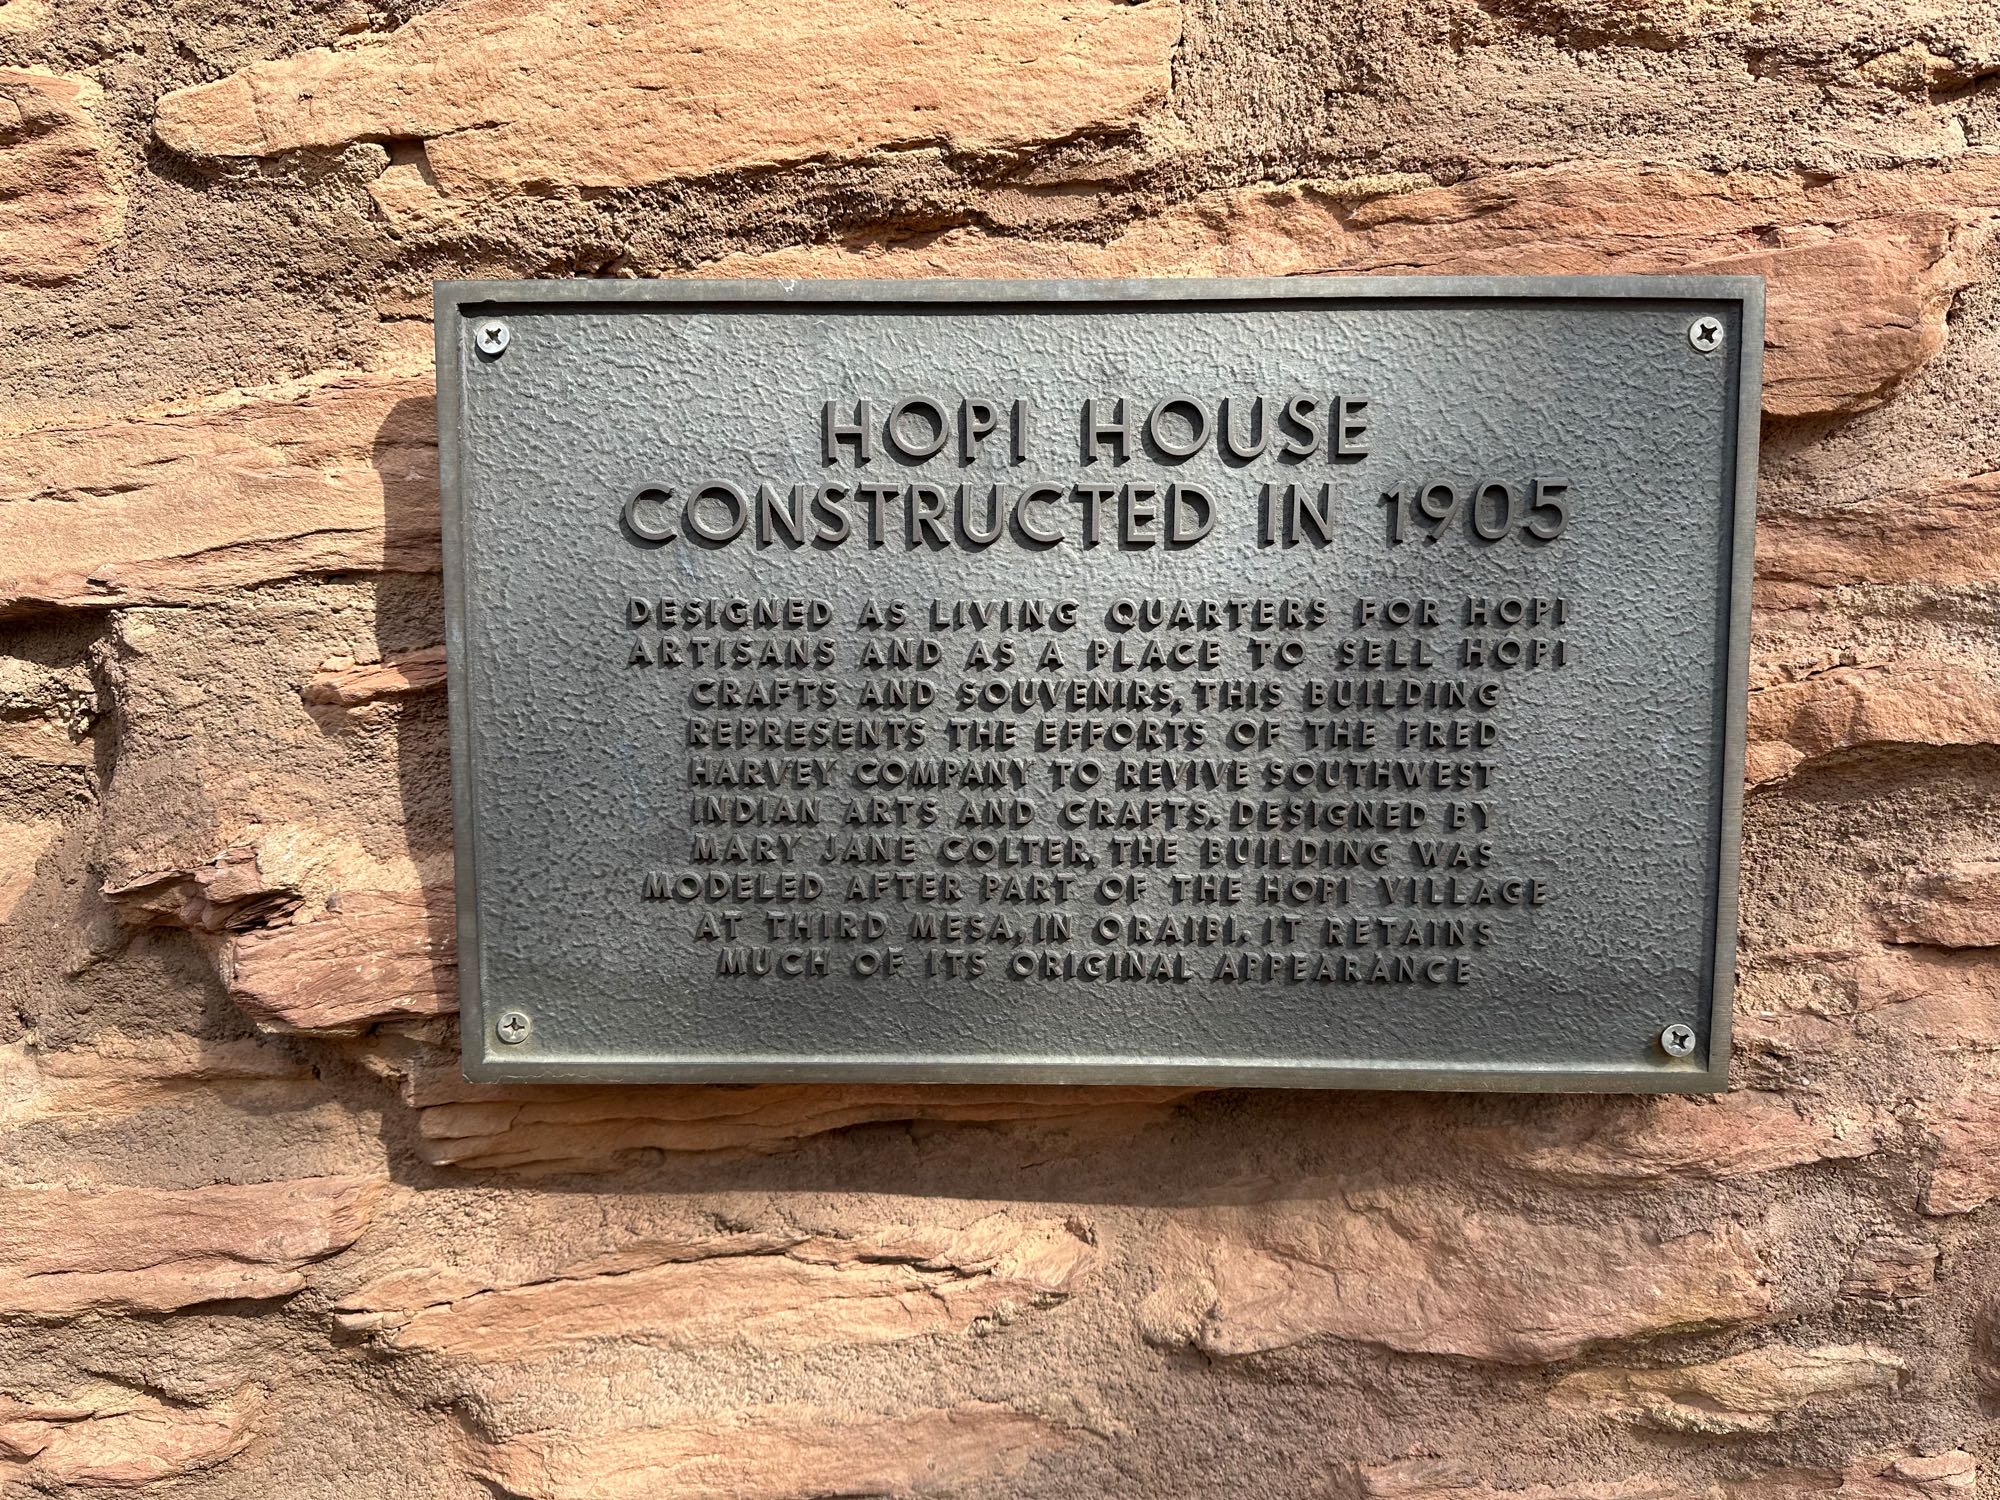 HOPI HOUSE
CONSTRUCTED IN 1905
DESIGNED AS LIVING QUARTERS FOR HOPI
ARTISANS AND AS A PLACE TO SELL HOPI
CRAFTS AND SOUVENIRS, THIS BUILDING
REPRESENTS THE EFFORTS OF THE FRED
HARVEY COMPANY TO REVIVE SOUTHWEST
INDIAN ARTS AND CRAFTS. DESIGNED BY
MARY JANE COLTER, THE BUILDING WAS
MODELED AFTER PART OF THE HOPI VILLAGE
AT THIRD MESA, IN ORAIBI. IT RETAINS
MUCH OF ITS ORIGINAL APPEARANCE